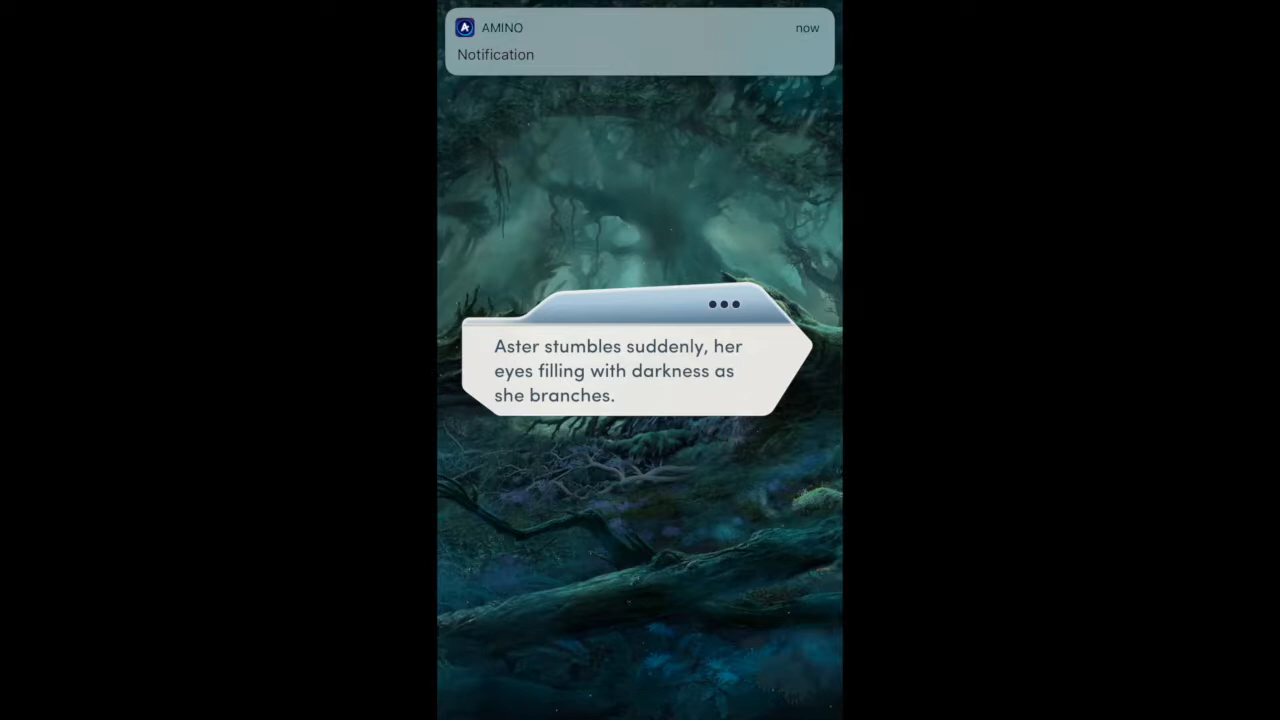 AMINO now
Notification
Aster stumbles suddenly, her
eyes filling with darkness as
she branches.